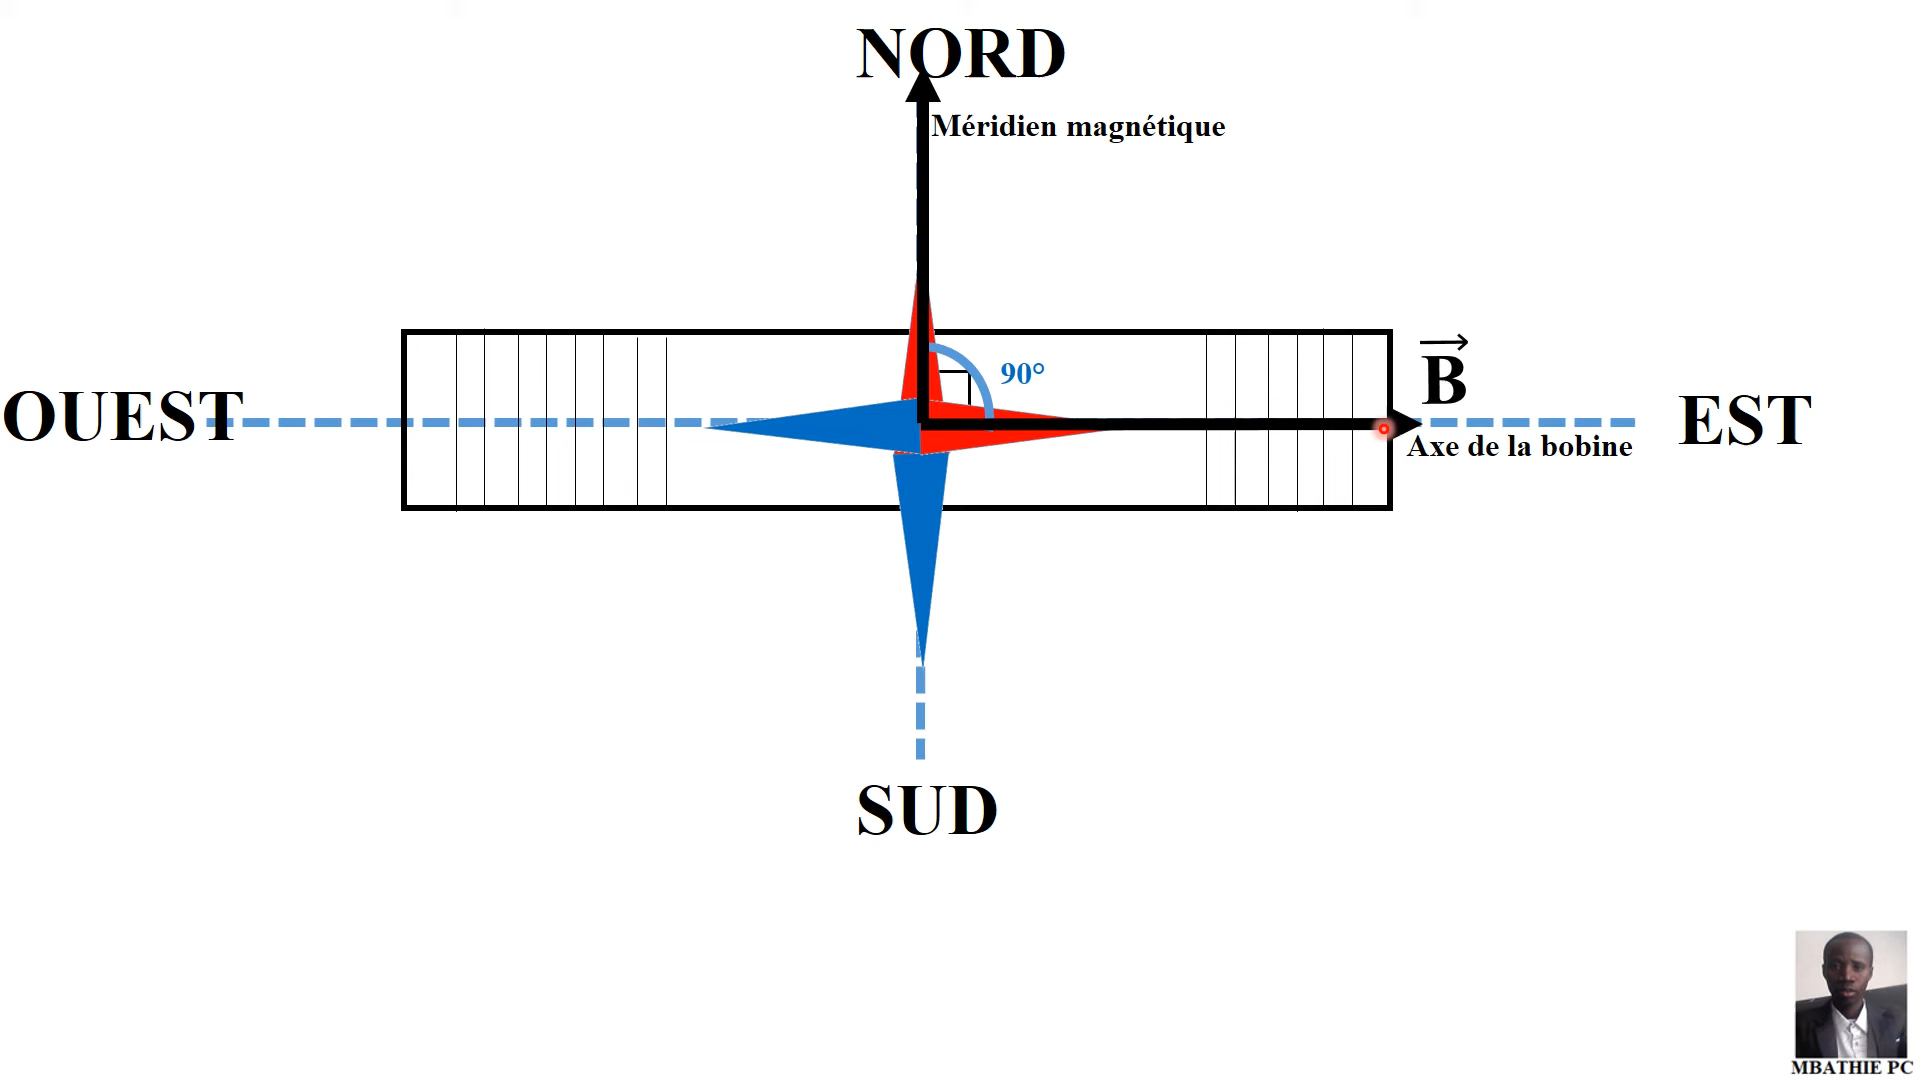 NORD
Méridien magnétique
90°
B
OUEST
EST
Axe de la bobine
SUD
MBATHIE PC